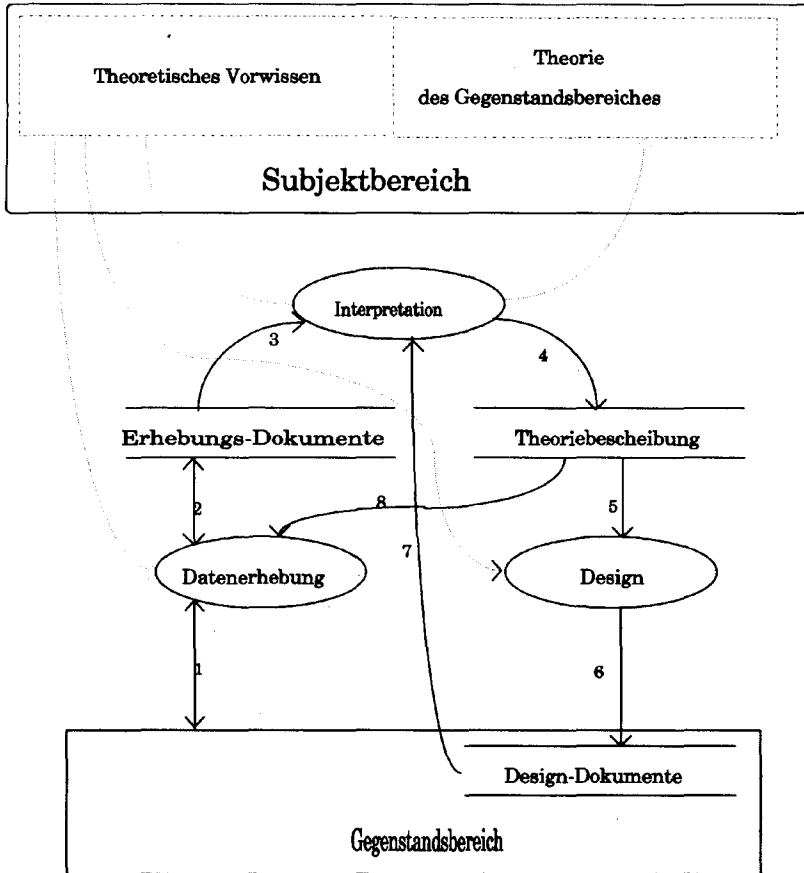 Theoretisches Vorwissen
Theorie
des Gegenstandsbereiches
Subjektbereich
Interpretation
3
4
Erhebungs-Dokumente
Theoriebescheibung
2
8
5
7
Datenerhebung
Design
1
6
Design-Dokumente
Gegenstandsbereich